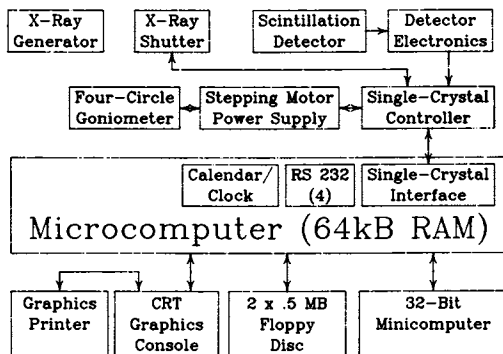 X-Ray
Generator
X-Ray
Shutter
Scintillation
Detector
Detector
Electronics
Four-Circle
Goniometer
Stepping Motor
Power Supply
Single-Crystal
Controller
Calendar/
Clock
RS 232
(4)
Single-Crystal
Interface
Microcomputer (64kB RAM)
Graphics
Printer
CRT
Graphics
Console
2 x .5 MB
Floppy
Disc
32-Bit
Minicomputer